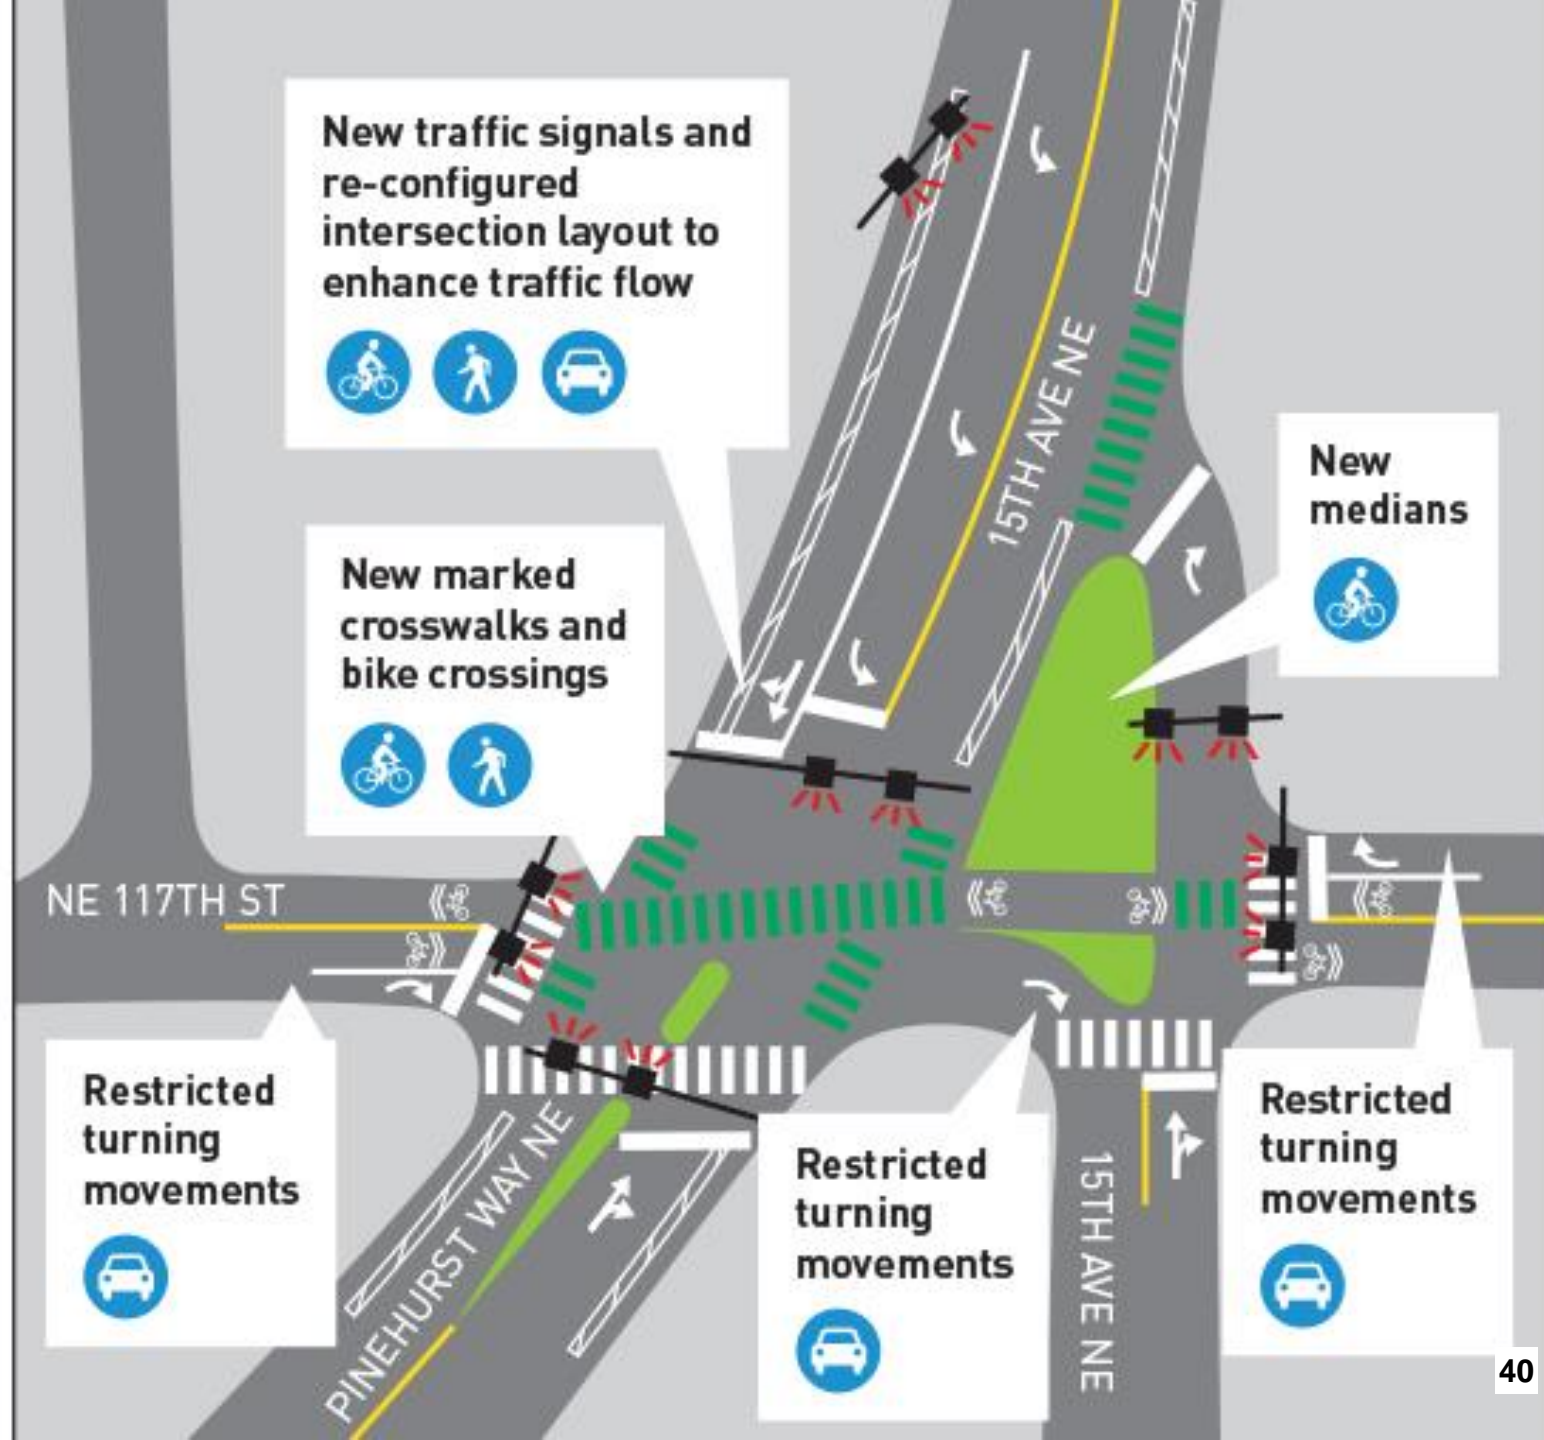 New traffic signals and
re-configured
intersection layout to
enhance traffic flow
15TH AVE NE
New
medians
New marked
crosswalks and
bike crossings
NE 117TH ST
Restricted
turning
movements
PINEHURST WAY NE
Restricted
turning
movements
15TH AVE NE
Restricted
turning
movements
40